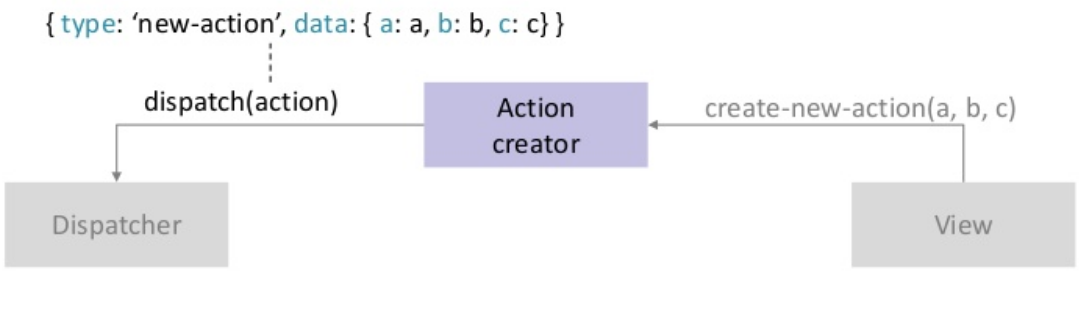 { type: ‘new-action’, data: { a: a, b: b, c: c} }
dispatch(action)
Action
creator
create-new-action(a, b, c)
Dispatcher
View